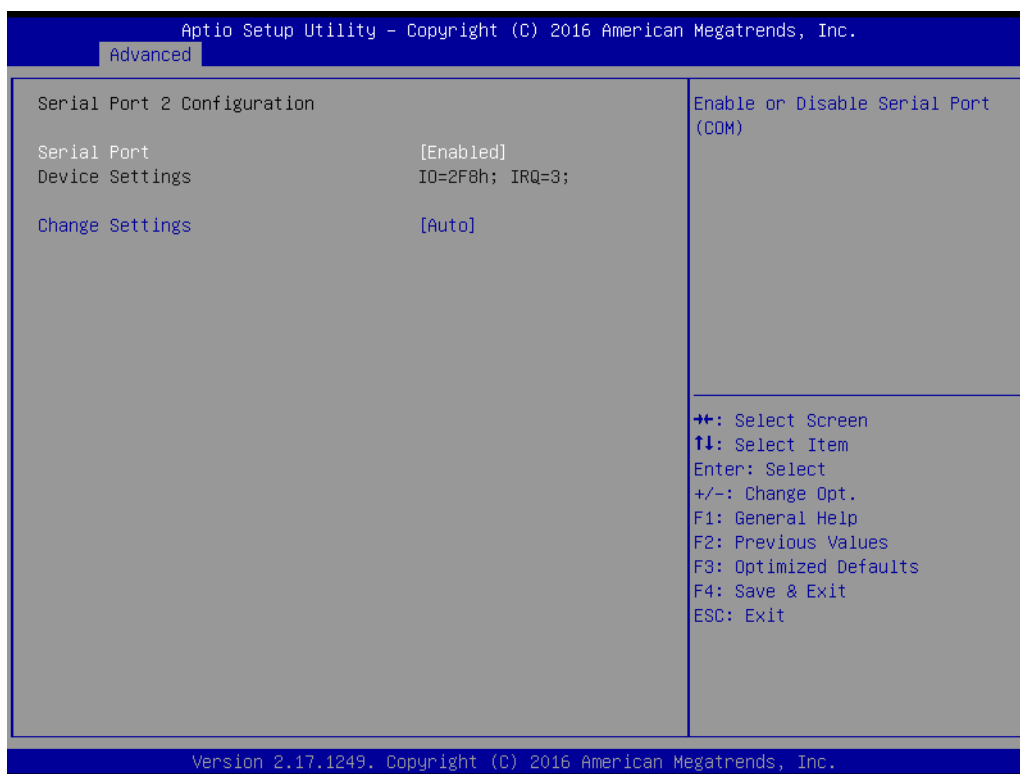 Aptio Setup Utility – Copyright (C) 2016 American Megatrends, Inc.
Advanced
Serial Port 2 Configuration
Serial Port [Enabled]
Device Settings IO=2F8h; IRQ=3;
Change Settings [Auto]
Enable or Disable Serial Port
(COM)
→←: Select Screen
↑↓: Select Item
Enter: Select
+/-: Change Opt.
F1: General Help
F2: Previous Values
F3: Optimized Defaults
F4: Save & Exit
ESC: Exit
Version 2.17.1249. Copyright (C) 2016 American Megatrends, Inc.